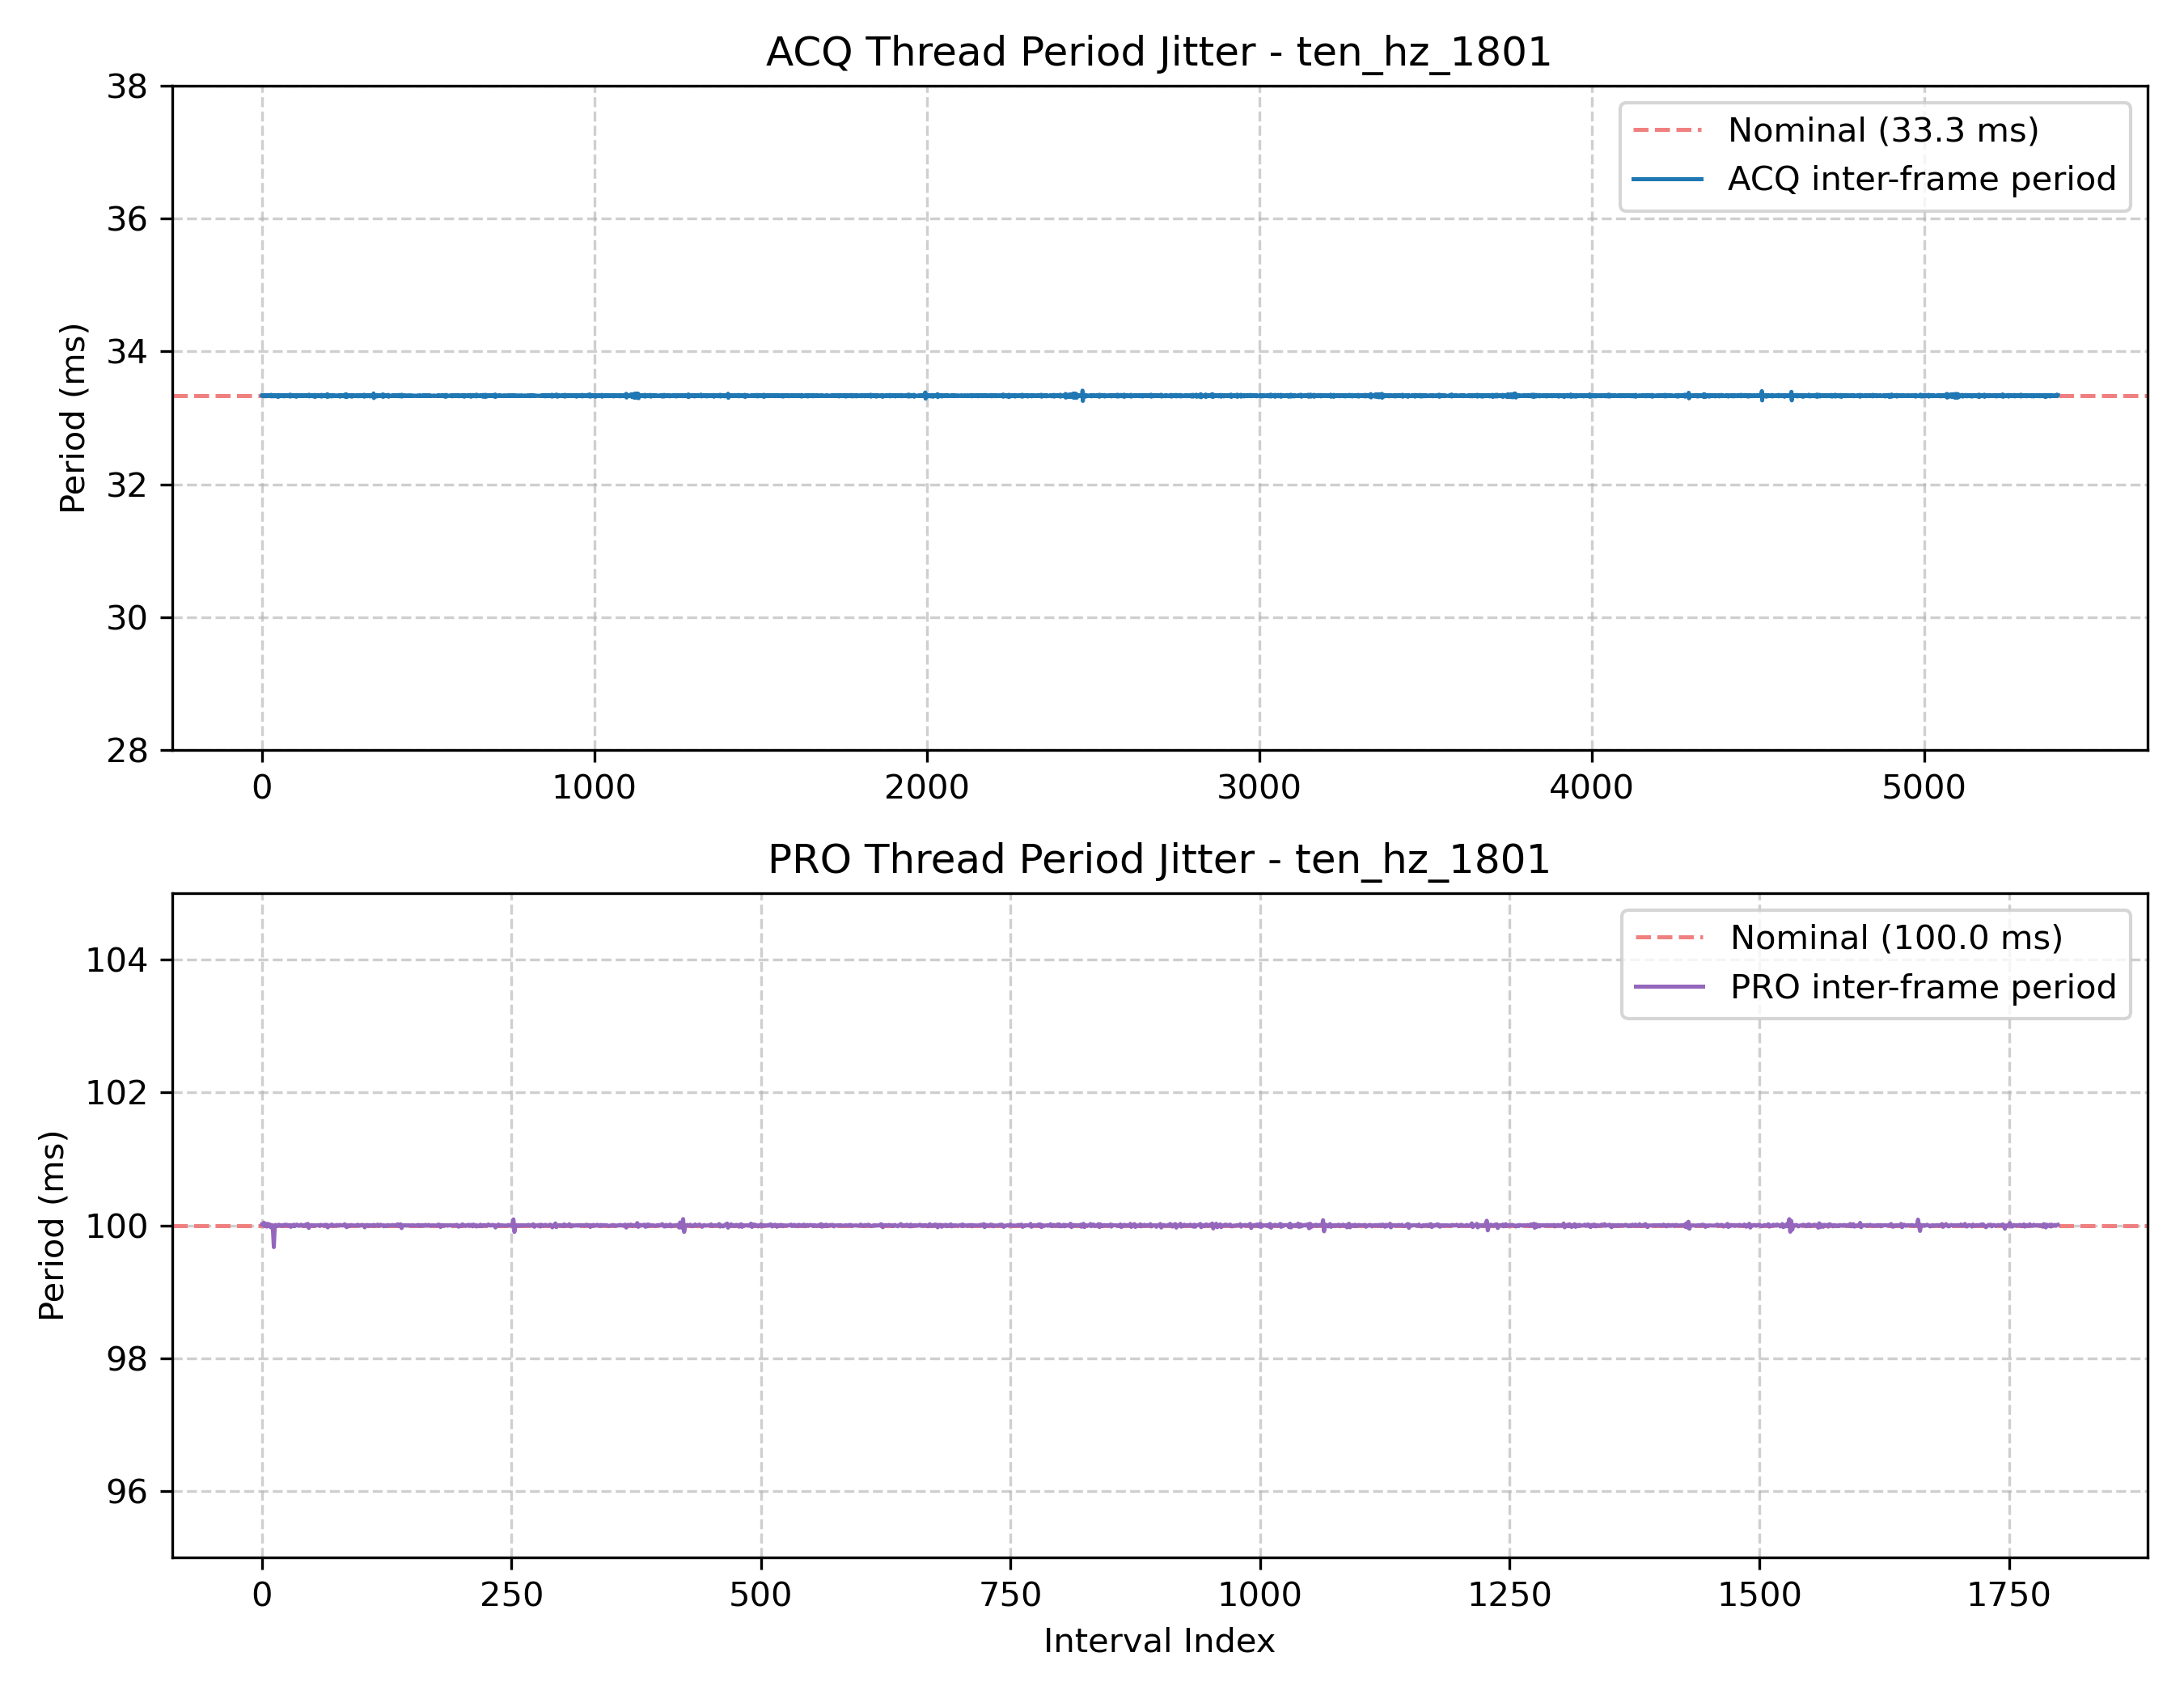 ACQ Thread Period Jitter - ten_hz_1801
Nominal (33.3 ms)
ACQ inter-frame period
Period (ms)
38
36
34
32
30
28
0 1000 2000 3000 4000 5000
PRO Thread Period Jitter - ten_hz_1801
Nominal (100.0 ms)
PRO inter-frame period
Period (ms)
104
102
100
98
96
0 250 500 750 1000 1250 1500 1750
Interval Index